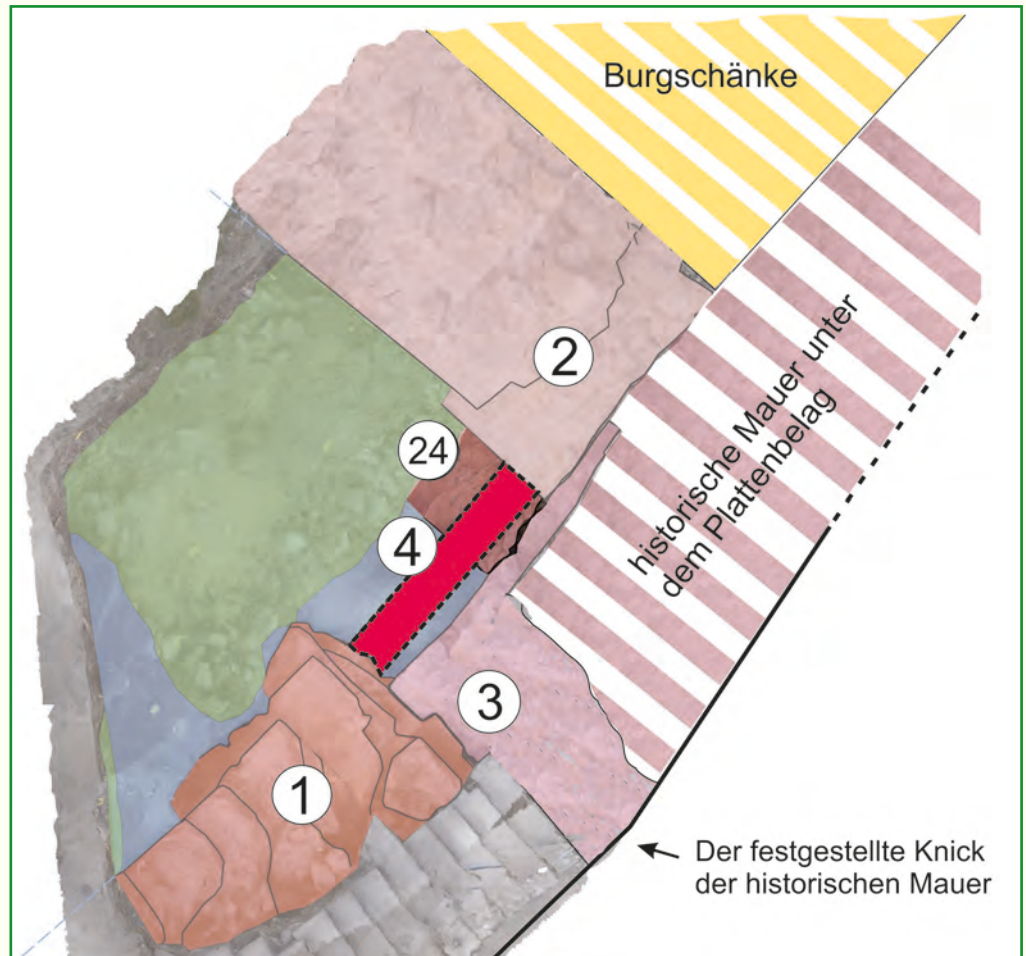 Burgschänke
2
historische Mauer unter
dem Plattenbelag
24
4
3
1
Der festgestellte Knick
der historischen Mauer